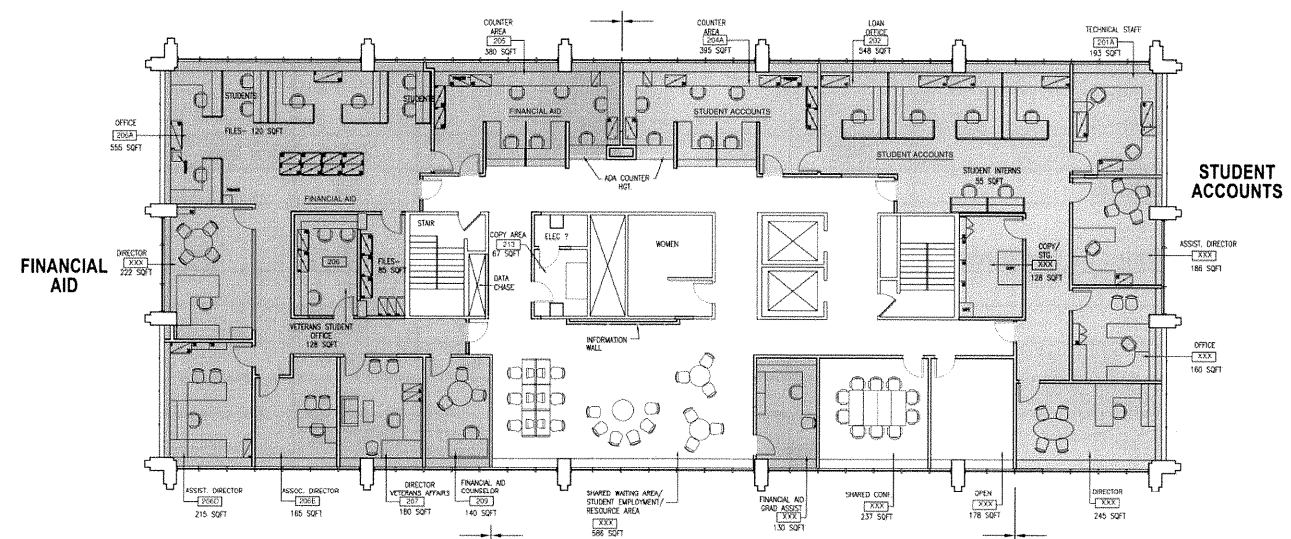 COUNTER
AREA
205
380 SQFT
COUNTER
AREA
204A
395 SQFT
LOAN
OFFICE
202
548 SQFT
TECHNICAL STAFF
201A
193 SQFT
STUDENTS
STUDENTS
FILES- 120 SQFT
FINANCIAL AID
STUDENT ACCOUNTS
OFFICE
206A
555 SQFT
STUDENT ACCOUNTS
STUDENT INTERNS
55 SQFT
ADA COUNTER
HGT.
STUDENT
ACCOUNTS
FINANCIAL AID
STAIR
COPY AREA
213
67 SQFT
ELEC ?
WOMEN
DIRECTOR
XXX
222 SQFT
206
FILES-
85 SQFT
DATA
CHASE
COPY/
STG.
XXX
128 SQFT
ASSIST. DIRECTOR
XXX
186 SQFT
FINANCIAL
AID
VETERANS STUDENT
OFFICE
128 SQFT
INFORMATION
WALL
OFFICE
XXX
160 SQFT
ASSIST. DIRECTOR
206D
215 SQFT
ASSOC. DIRECTOR
206E
165 SQFT
DIRECTOR
VETERANS AFFAIRS
207
180 SQFT
FINANCIAL AID
COUNSELOR
209
140 SQFT
SHARED WAITING AREA/
STUDENT EMPLOYMENT/
RESOURCE AREA
XXX
586 SQFT
FINANCIAL AID
GRAD ASSIST
XXX
130 SQFT
SHARED CONF
XXX
237 SQFT
OPEN
XXX
178 SQFT
DIRECTOR
XXX
245 SQFT